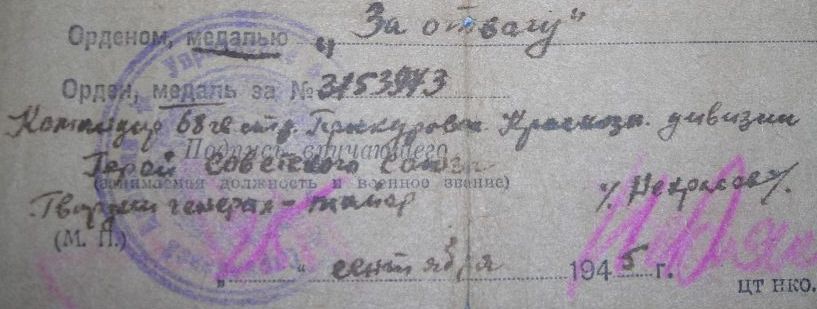 Орденом, медалью „За отвагу"
Орден, медаль за № 3153943
Командир 68 гв стр. Проскуровск. Краснозн. дивизии
Подпись вручающего
Герой Советского Союза
(занимаемая должность и военное звание)
Гвардии генерал-майор /Некрасов/.
(М. П.)
„ " сентября 1945 г.
ЦТ НКО.